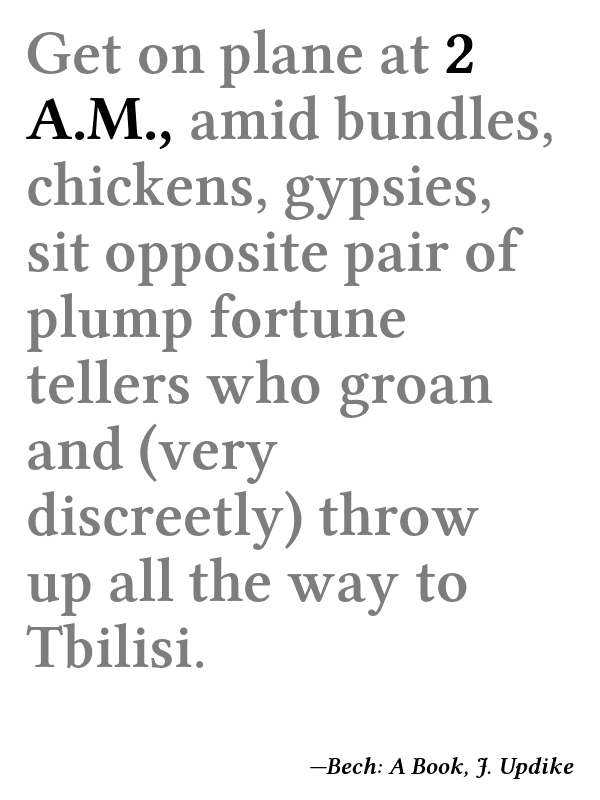 Get on plane at 2
A.M., amid bundles,
chickens, gypsies,
sit opposite pair of
plump fortune
tellers who groan
and (very
discreetly) throw
up all the way to
Tbilisi.
—Bech: A Book, J. Updike